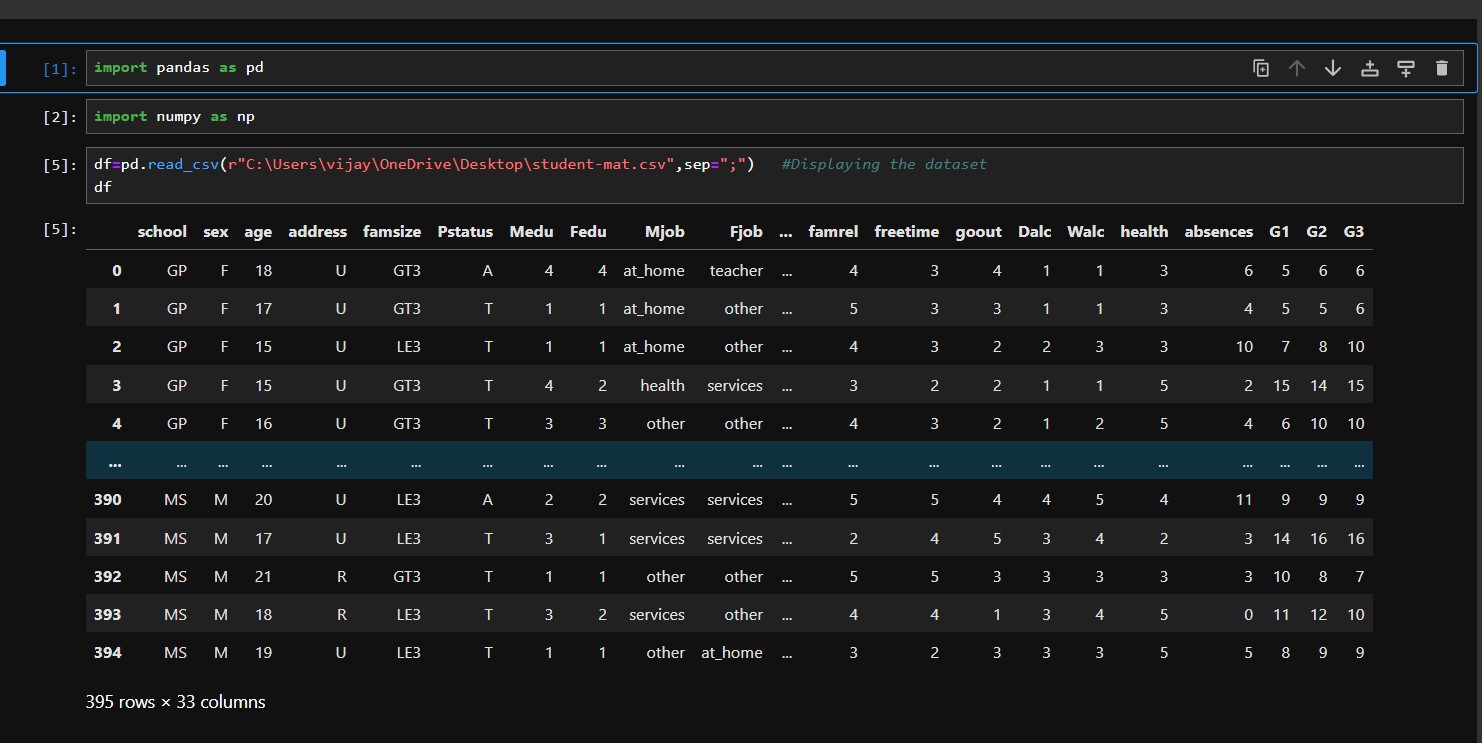 [1]: import pandas as pd
[2]: import numpy as np
[5]: df=pd.read_csv(r"C:\Users\vijay\OneDrive\Desktop\student-mat.csv",sep=";") #Displaying the dataset
df
[5]: school sex age address famsize Pstatus Medu Fedu Mjob Fjob ... famrel freetime goout Dalc Walc health absences G1 G2 G3
0 GP F 18 U GT3 A 4 4 at_home teacher ... 4 3 4 1 1 3 6 5 6 6
1 GP F 17 U GT3 T 1 1 at_home other ... 5 3 3 1 1 3 4 5 5 6
2 GP F 15 U LE3 T 1 1 at_home other ... 4 3 2 2 3 3 10 7 8 10
3 GP F 15 U GT3 T 4 2 health services ... 3 2 2 1 1 5 2 15 14 15
4 GP F 16 U GT3 T 3 3 other other ... 4 3 2 1 2 5 4 6 10 10
... ... ... ... ... ... ... ... ... ... ... ... ... ... ... ... ... ... ... ... ... ...
390 MS M 20 U LE3 A 2 2 services services ... 5 5 4 4 5 4 11 9 9 9
391 MS M 17 U LE3 T 3 1 services services ... 2 4 5 3 4 2 3 14 16 16
392 MS M 21 R GT3 T 1 1 other other ... 5 5 3 3 3 3 3 10 8 7
393 MS M 18 R LE3 T 3 2 services other ... 4 4 1 3 4 5 0 11 12 10
394 MS M 19 U LE3 T 1 1 other at_home ... 3 2 3 3 3 5 5 8 9 9
395 rows × 33 columns